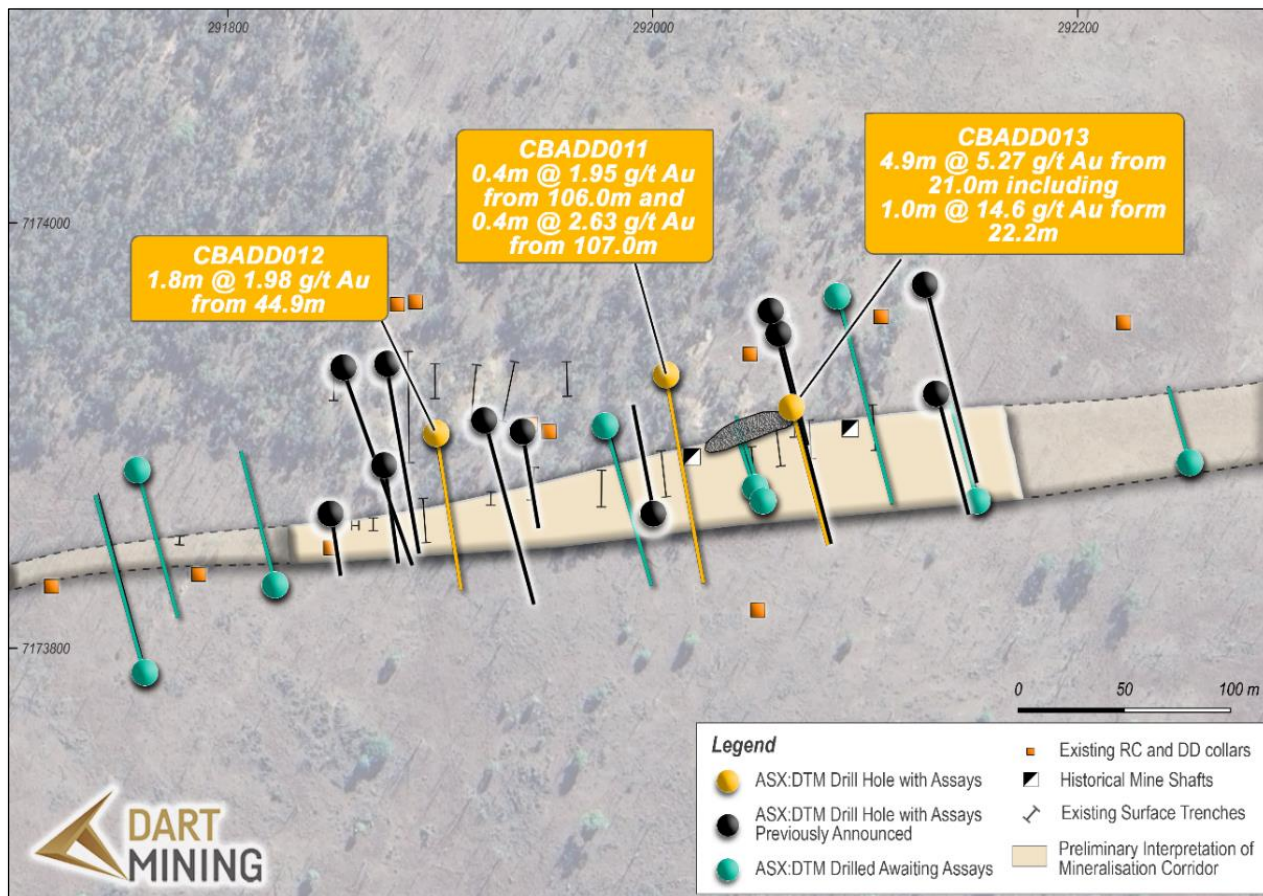 291800
292000
292200
7174000
7173800
CBADD012
1.8m @ 1.98 g/t Au
from 44.9m
CBADD011
0.4m @ 1.95 g/t Au
from 106.0m and
0.4m @ 2.63 g/t Au
from 107.0m
CBADD013
4.9m @ 5.27 g/t Au from
21.0m including
1.0m @ 14.6 g/t Au form
22.2m
0 50 100 m
Legend
ASX:DTM Drill Hole with Assays
ASX:DTM Drill Hole with Assays
Previously Announced
ASX:DTM Drilled Awaiting Assays
Existing RC and DD collars
Historical Mine Shafts
Existing Surface Trenches
Preliminary Interpretation of
Mineralisation Corridor
DART
MINING